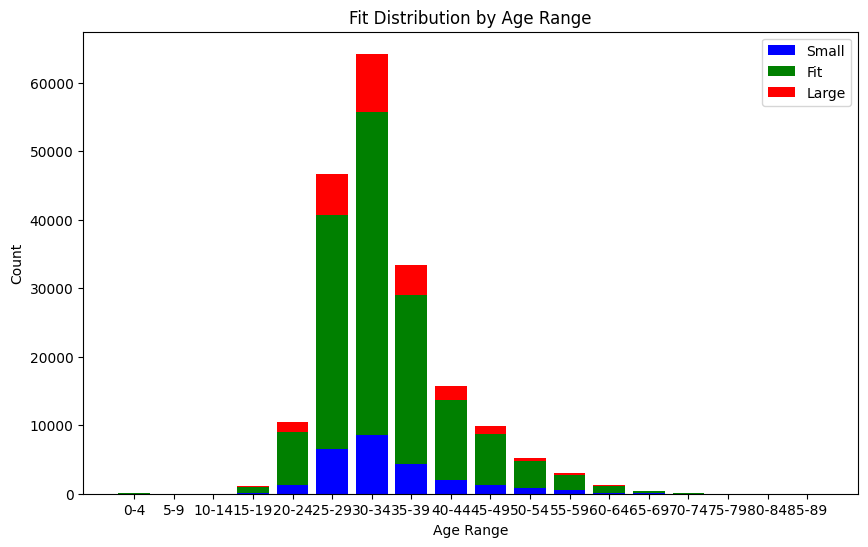 Fit Distribution by Age Range
Small
Fit
Large
60000
50000
40000
30000
20000
10000
0
Count
0-4 5-9 10-14 15-19 20-24 25-29 30-34 35-39 40-44 45-49 50-54 55-59 60-64 65-69 70-74 75-79 80-84 85-89
Age Range